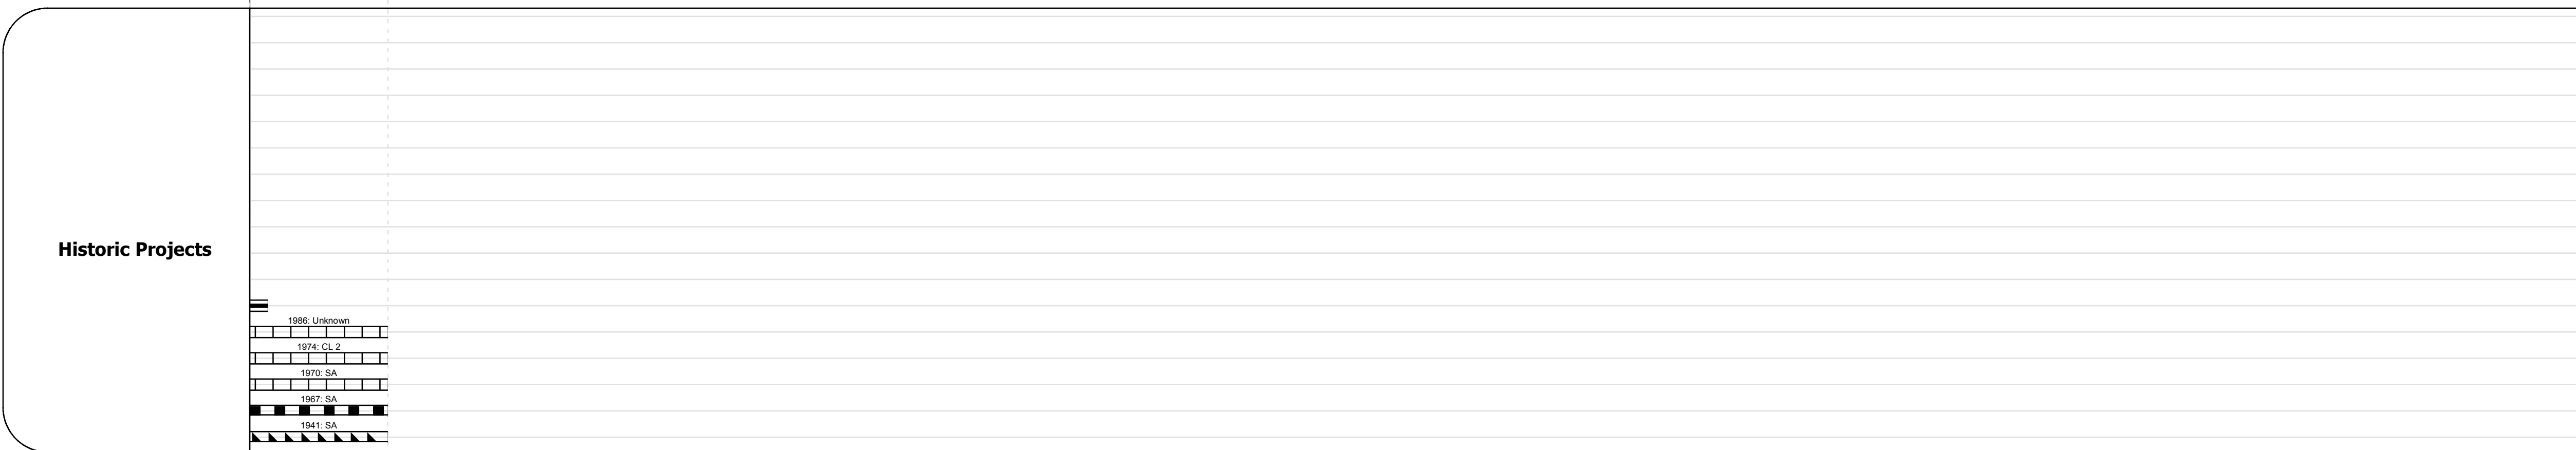 Historic Projects
1986: Unknown
1974: CL 2
1970: SA
1967: SA
1941: SA